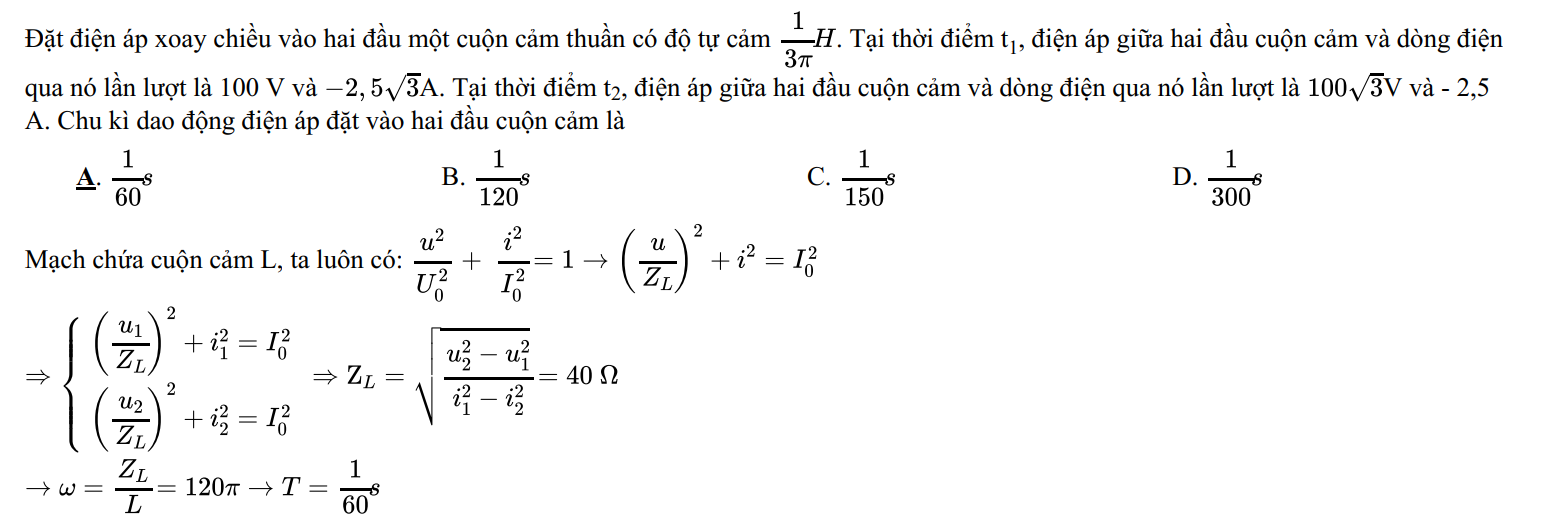 Đặt điện áp xoay chiều vào hai đầu một cuộn cảm thuần có độ tự cảm $\frac{1}{3\pi}H$. Tại thời điểm t₁, điện áp giữa hai đầu cuộn cảm và dòng điện
qua nó lần lượt là 100 V và $-2,5\sqrt{3}$A. Tại thời điểm t₂, điện áp giữa hai đầu cuộn cảm và dòng điện qua nó lần lượt là $100\sqrt{3}$V và - 2,5
A. Chu kì dao động điện áp đặt vào hai đầu cuộn cảm là
A. $\frac{1}{60}s$ B. $\frac{1}{120}s$ C. $\frac{1}{150}s$ D. $\frac{1}{300}s$
Mạch chứa cuộn cảm L, ta luôn có: $\frac{u^2}{U_0^2} + \frac{i^2}{I_0^2} = 1 \rightarrow \left(\frac{u}{Z_L}\right)^2 + i^2 = I_0^2$
$\Rightarrow \begin{cases} \left(\frac{u_1}{Z_L}\right)^2 + i_1^2 = I_0^2 \\ \left(\frac{u_2}{Z_L}\right)^2 + i_2^2 = I_0^2 \end{cases} \Rightarrow Z_L = \sqrt{\frac{u_2^2 - u_1^2}{i_1^2 - i_2^2}} = 40\ \Omega$
$\rightarrow \omega = \frac{Z_L}{L} = 120\pi \rightarrow T = \frac{1}{60}s$